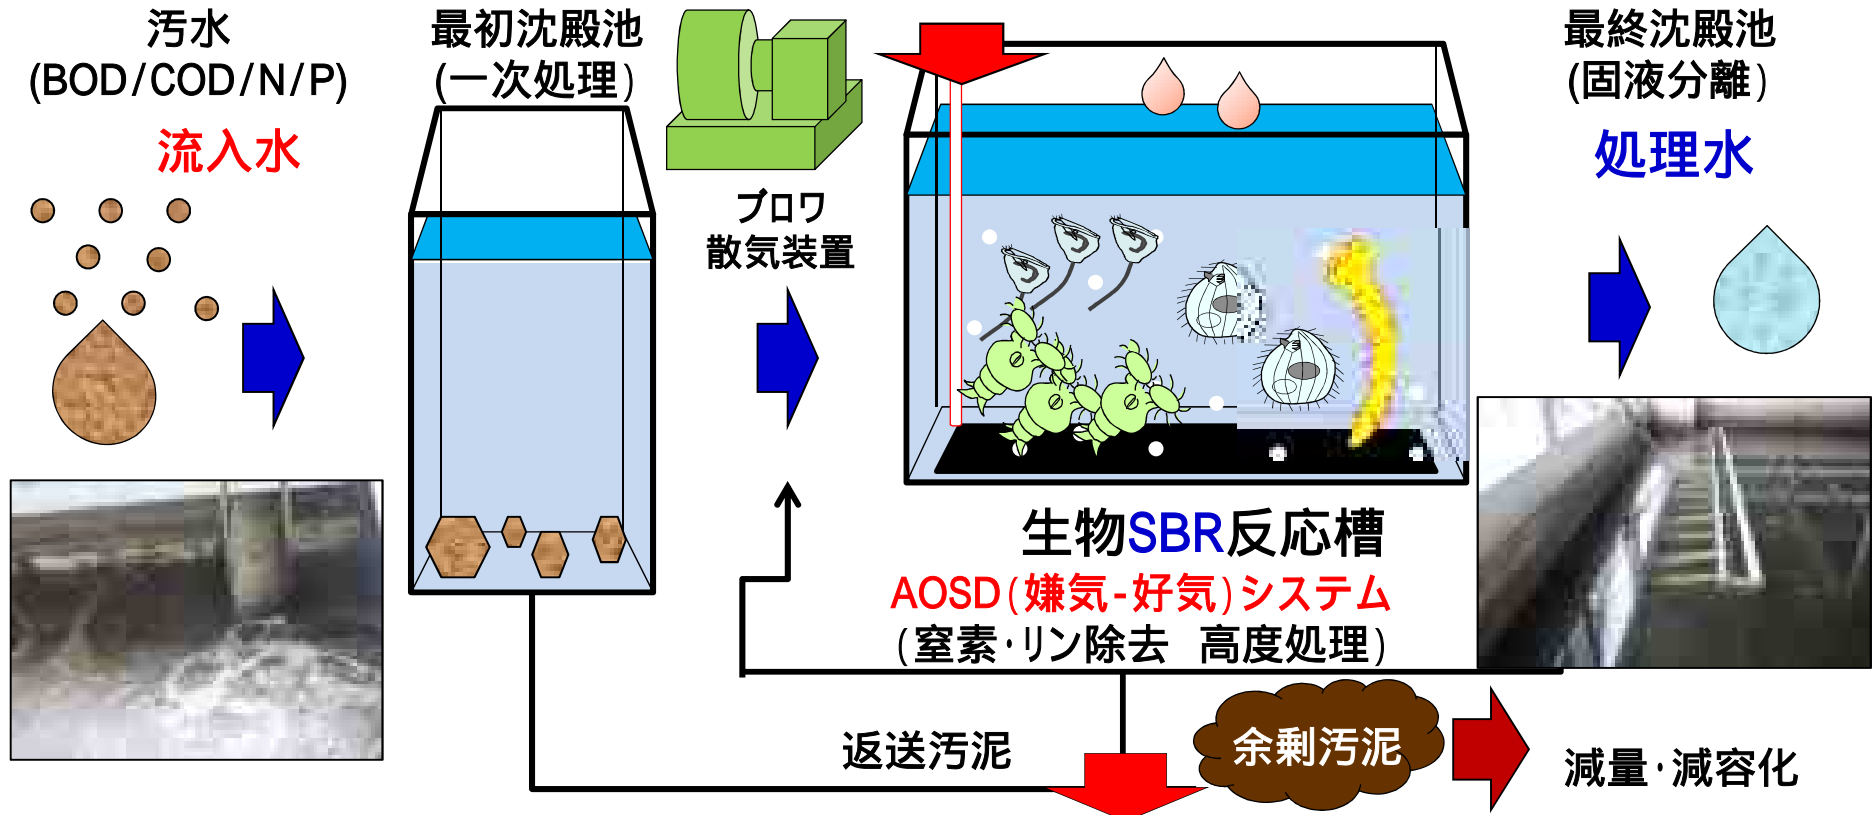 汚水
(BOD/COD/N/P)
流入水
最初沈殿池
(一次処理)
ブロワ
散気装置
最終沈殿池
(固液分離)
処理水
生物SBR反応槽
AOSD(嫌気-好気)システム
(窒素·リン除去 高度処理)
返送汚泥
余剰汚泥
減量·減容化